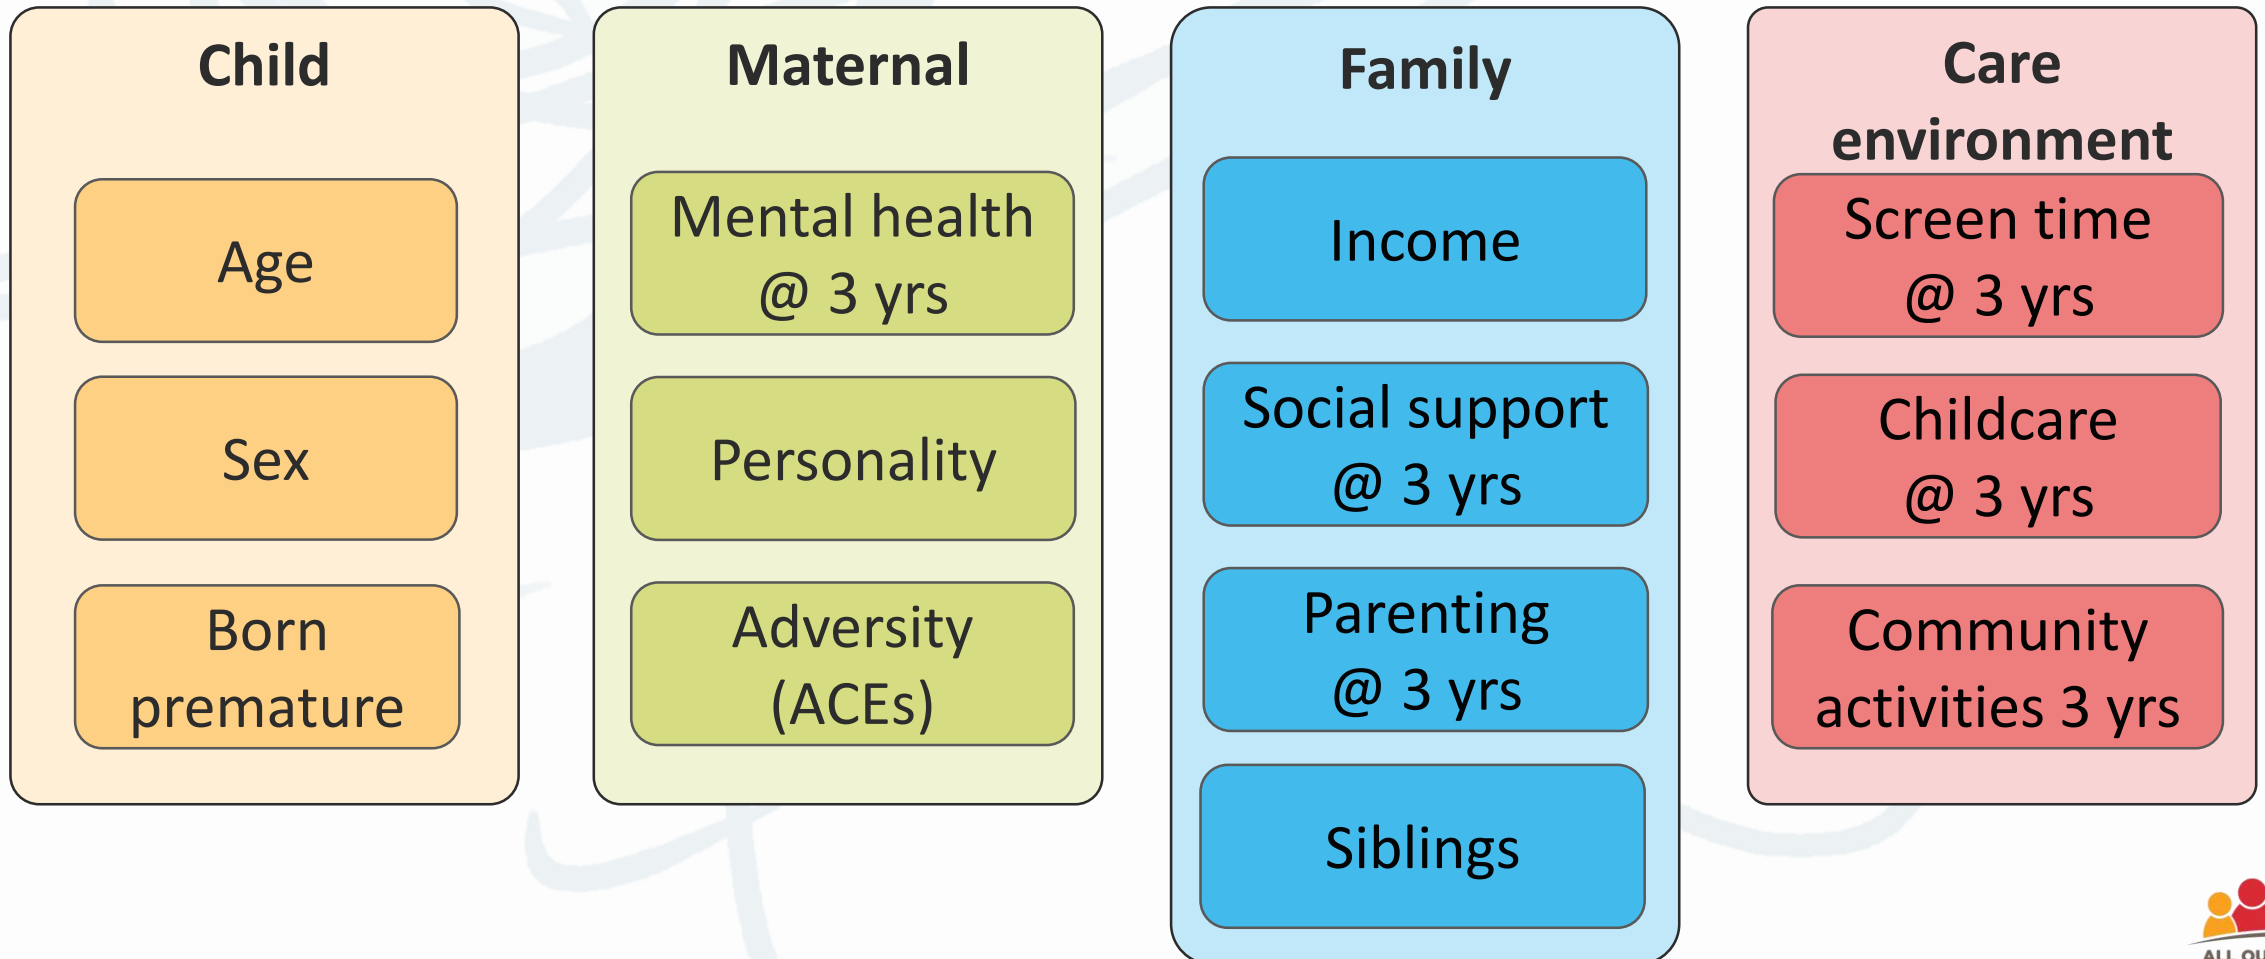 Child
Age
Sex
Born
premature
Maternal
Mental health
@ 3 yrs
Personality
Adversity
(ACEs)
Family
Income
Social support
@ 3 yrs
Parenting
@ 3 yrs
Siblings
Care
environment
Screen time
@ 3 yrs
Childcare
@ 3 yrs
Community
activities 3 yrs
ALL